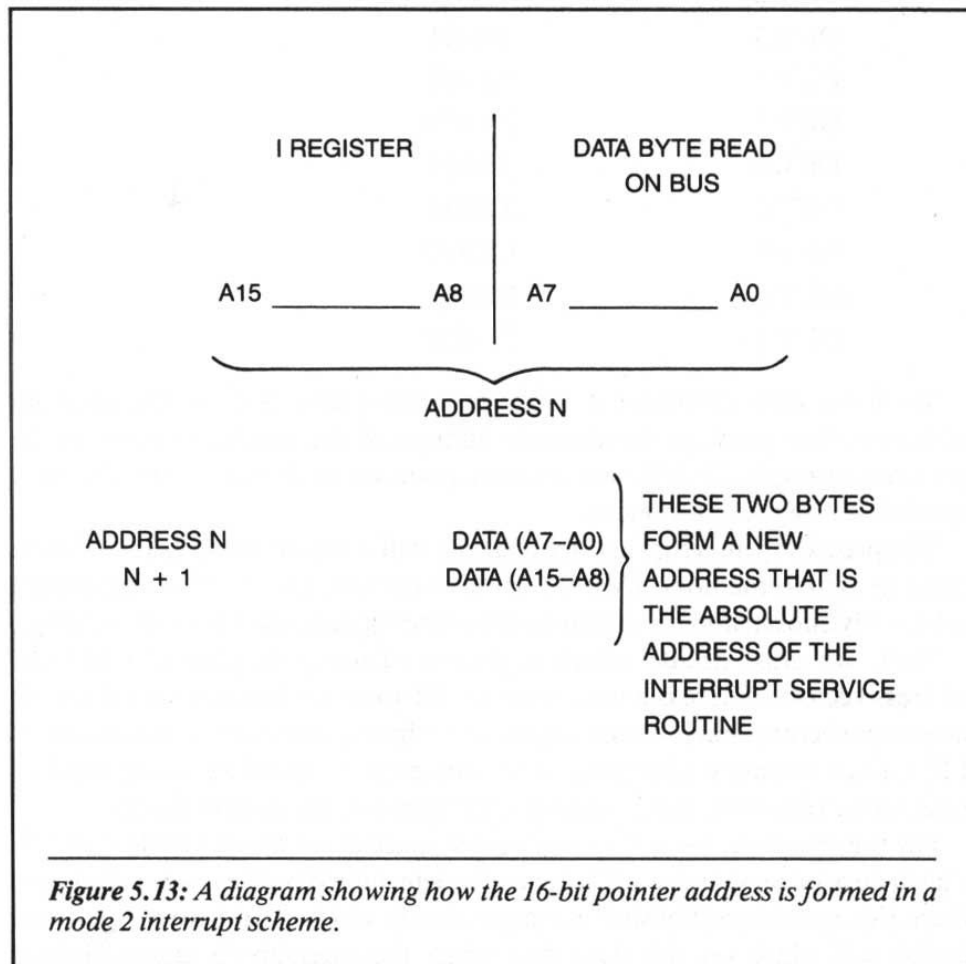 I REGISTER
DATA BYTE READ
ON BUS
A15 ________ A8
A7 ________ A0
ADDRESS N
ADDRESS N
N + 1
DATA (A7–A0)
DATA (A15–A8)
THESE TWO BYTES
FORM A NEW
ADDRESS THAT IS
THE ABSOLUTE
ADDRESS OF THE
INTERRUPT SERVICE
ROUTINE
Figure 5.13: A diagram showing how the 16-bit pointer address is formed in a
mode 2 interrupt scheme.